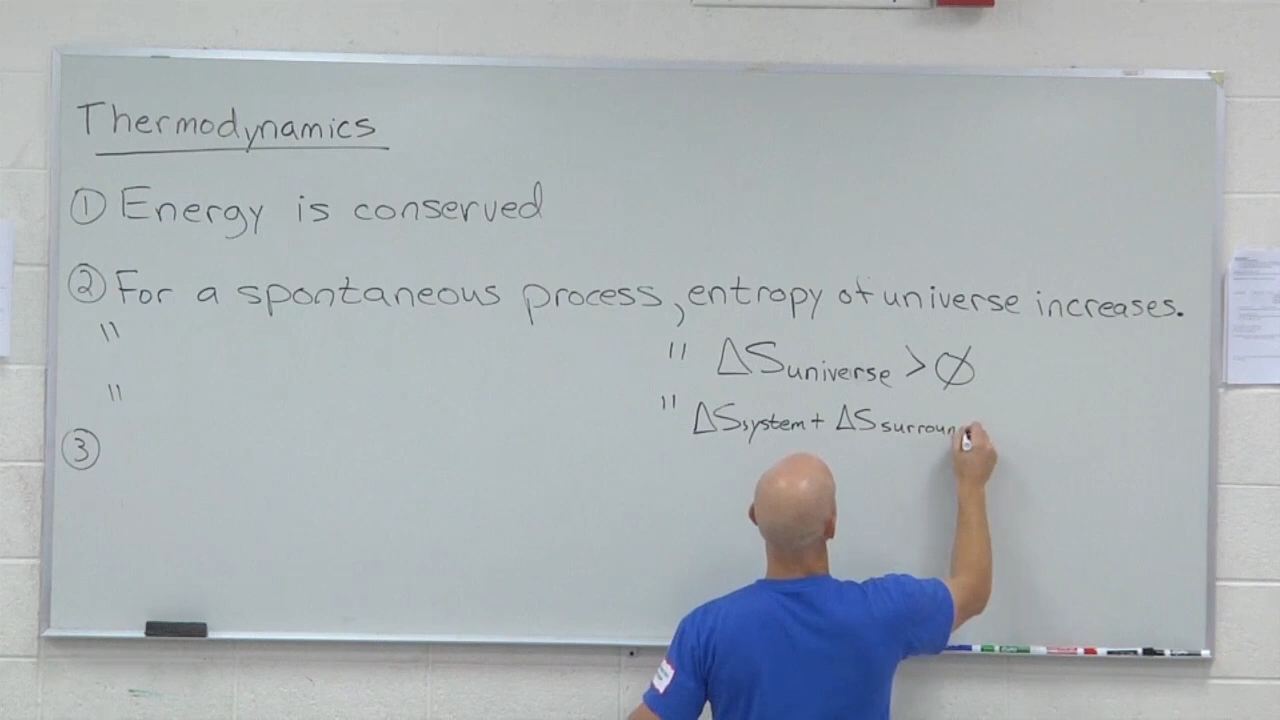 Thermodynamics
① Energy is conserved
② For a spontaneous process, entropy of universe increases.
" " ΔSuniverse > ∅
" " ΔSsystem + ΔSsurroun
③